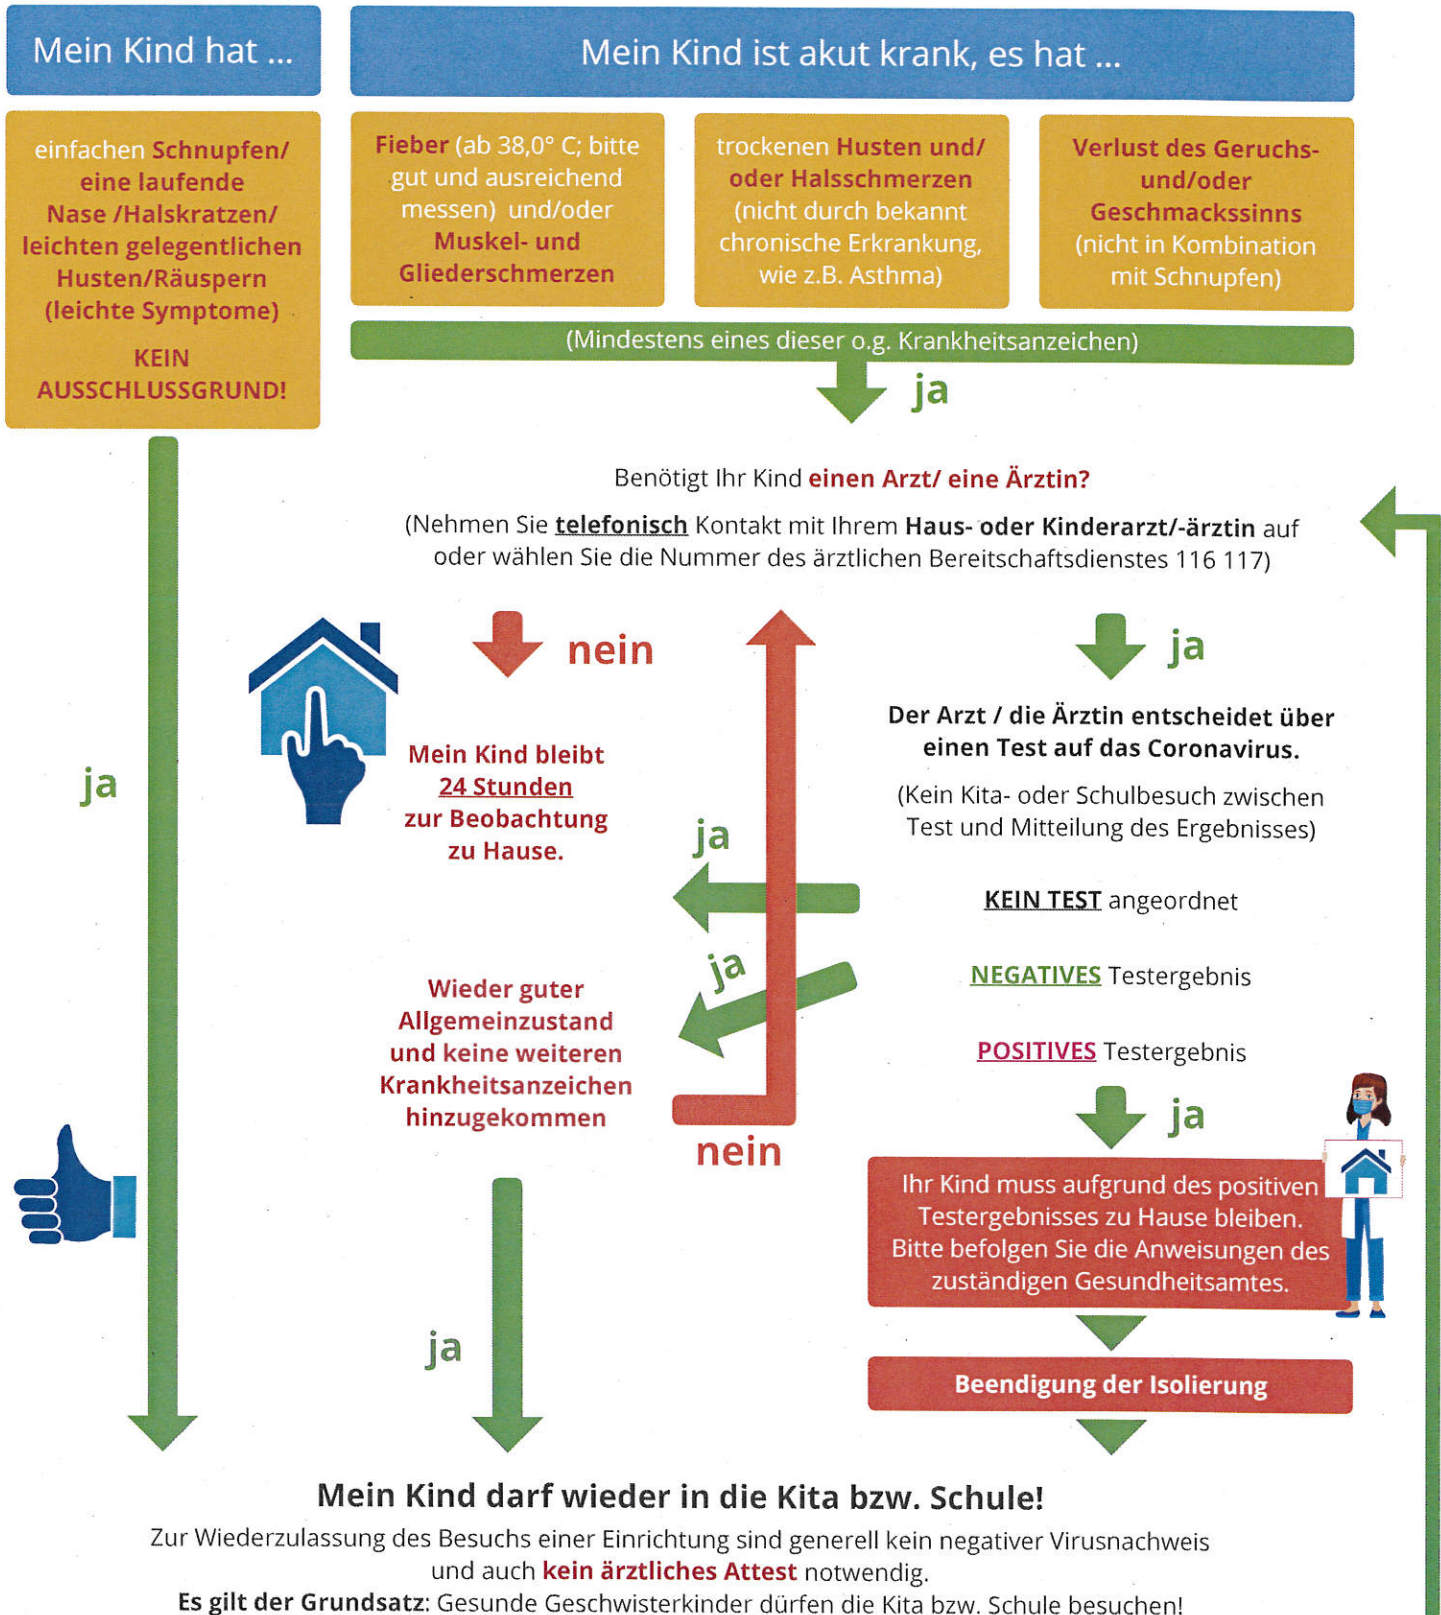 Mein Kind hat ...
einfachen Schnupfen/
eine laufende
Nase /Halskratzen/
leichten gelegentlichen
Husten/Räuspern
(leichte Symptome)
KEIN
AUSSCHLUSSGRUND!
Mein Kind ist akut krank, es hat ...
Fieber (ab 38,0° C; bitte
gut und ausreichend
messen) und/oder
Muskel- und
Gliederschmerzen
trockenen Husten und/
oder Halsschmerzen
(nicht durch bekannt
chronische Erkrankung,
wie z.B. Asthma)
Verlust des Geruchs-
und/oder
Geschmackssinns
(nicht in Kombination
mit Schnupfen)
(Mindestens eines dieser o.g. Krankheitsanzeichen)
ja
Benötigt Ihr Kind einen Arzt/ eine Ärztin?
(Nehmen Sie telefonisch Kontakt mit Ihrem Haus- oder Kinderarzt/-ärztin auf
oder wählen Sie die Nummer des ärztlichen Bereitschaftsdienstes 116 117)
nein
ja
Mein Kind bleibt
24 Stunden
zur Beobachtung
zu Hause.
Der Arzt / die Ärztin entscheidet über
einen Test auf das Coronavirus.
(Kein Kita- oder Schulbesuch zwischen
Test und Mitteilung des Ergebnisses)
ja
ja
KEIN TEST angeordnet
ja
NEGATIVES Testergebnis
Wieder guter
Allgemeinzustand
und keine weiteren
Krankheitsanzeichen
hinzugekommen
nein
POSITIVES Testergebnis
ja
Ihr Kind muss aufgrund des positiven
Testergebnisses zu Hause bleiben.
Bitte befolgen Sie die Anweisungen des
zuständigen Gesundheitsamtes.
ja
Beendigung der Isolierung
Mein Kind darf wieder in die Kita bzw. Schule!
Zur Wiederzulassung des Besuchs einer Einrichtung sind generell kein negativer Virusnachweis
und auch kein ärztliches Attest notwendig.
Es gilt der Grundsatz: Gesunde Geschwisterkinder dürfen die Kita bzw. Schule besuchen!